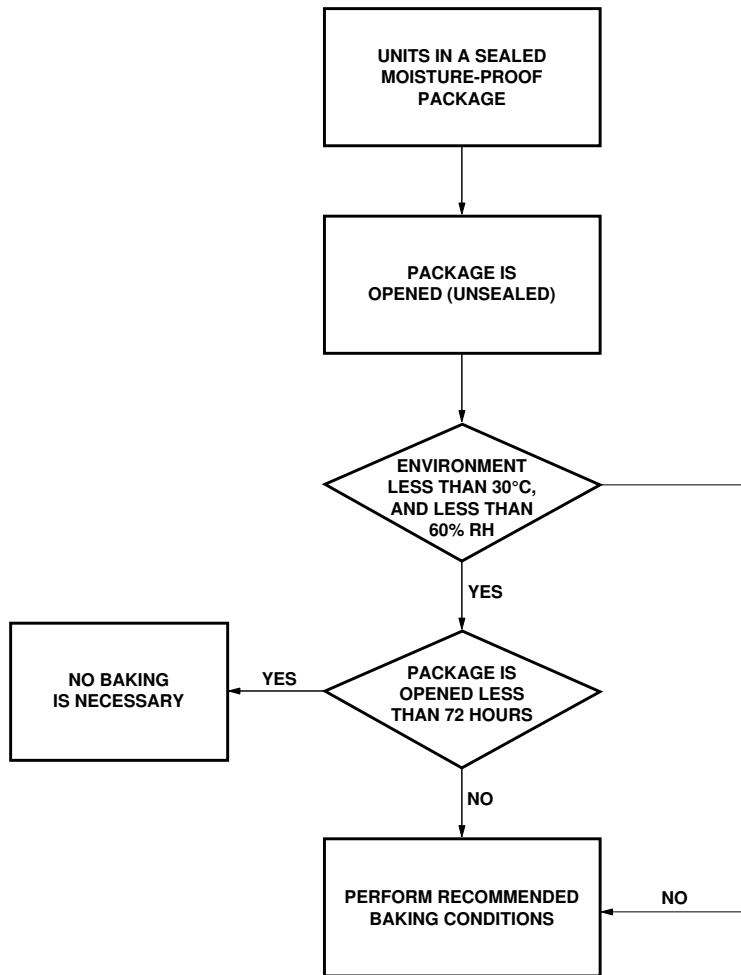 UNITS IN A SEALED
MOISTURE-PROOF
PACKAGE
PACKAGE IS
OPENED (UNSEALED)
ENVIRONMENT
LESS THAN 30°C,
AND LESS THAN
60% RH
YES
NO BAKING
IS NECESSARY
YES
PACKAGE IS
OPENED LESS
THAN 72 HOURS
NO
PERFORM RECOMMENDED
BAKING CONDITIONS
NO